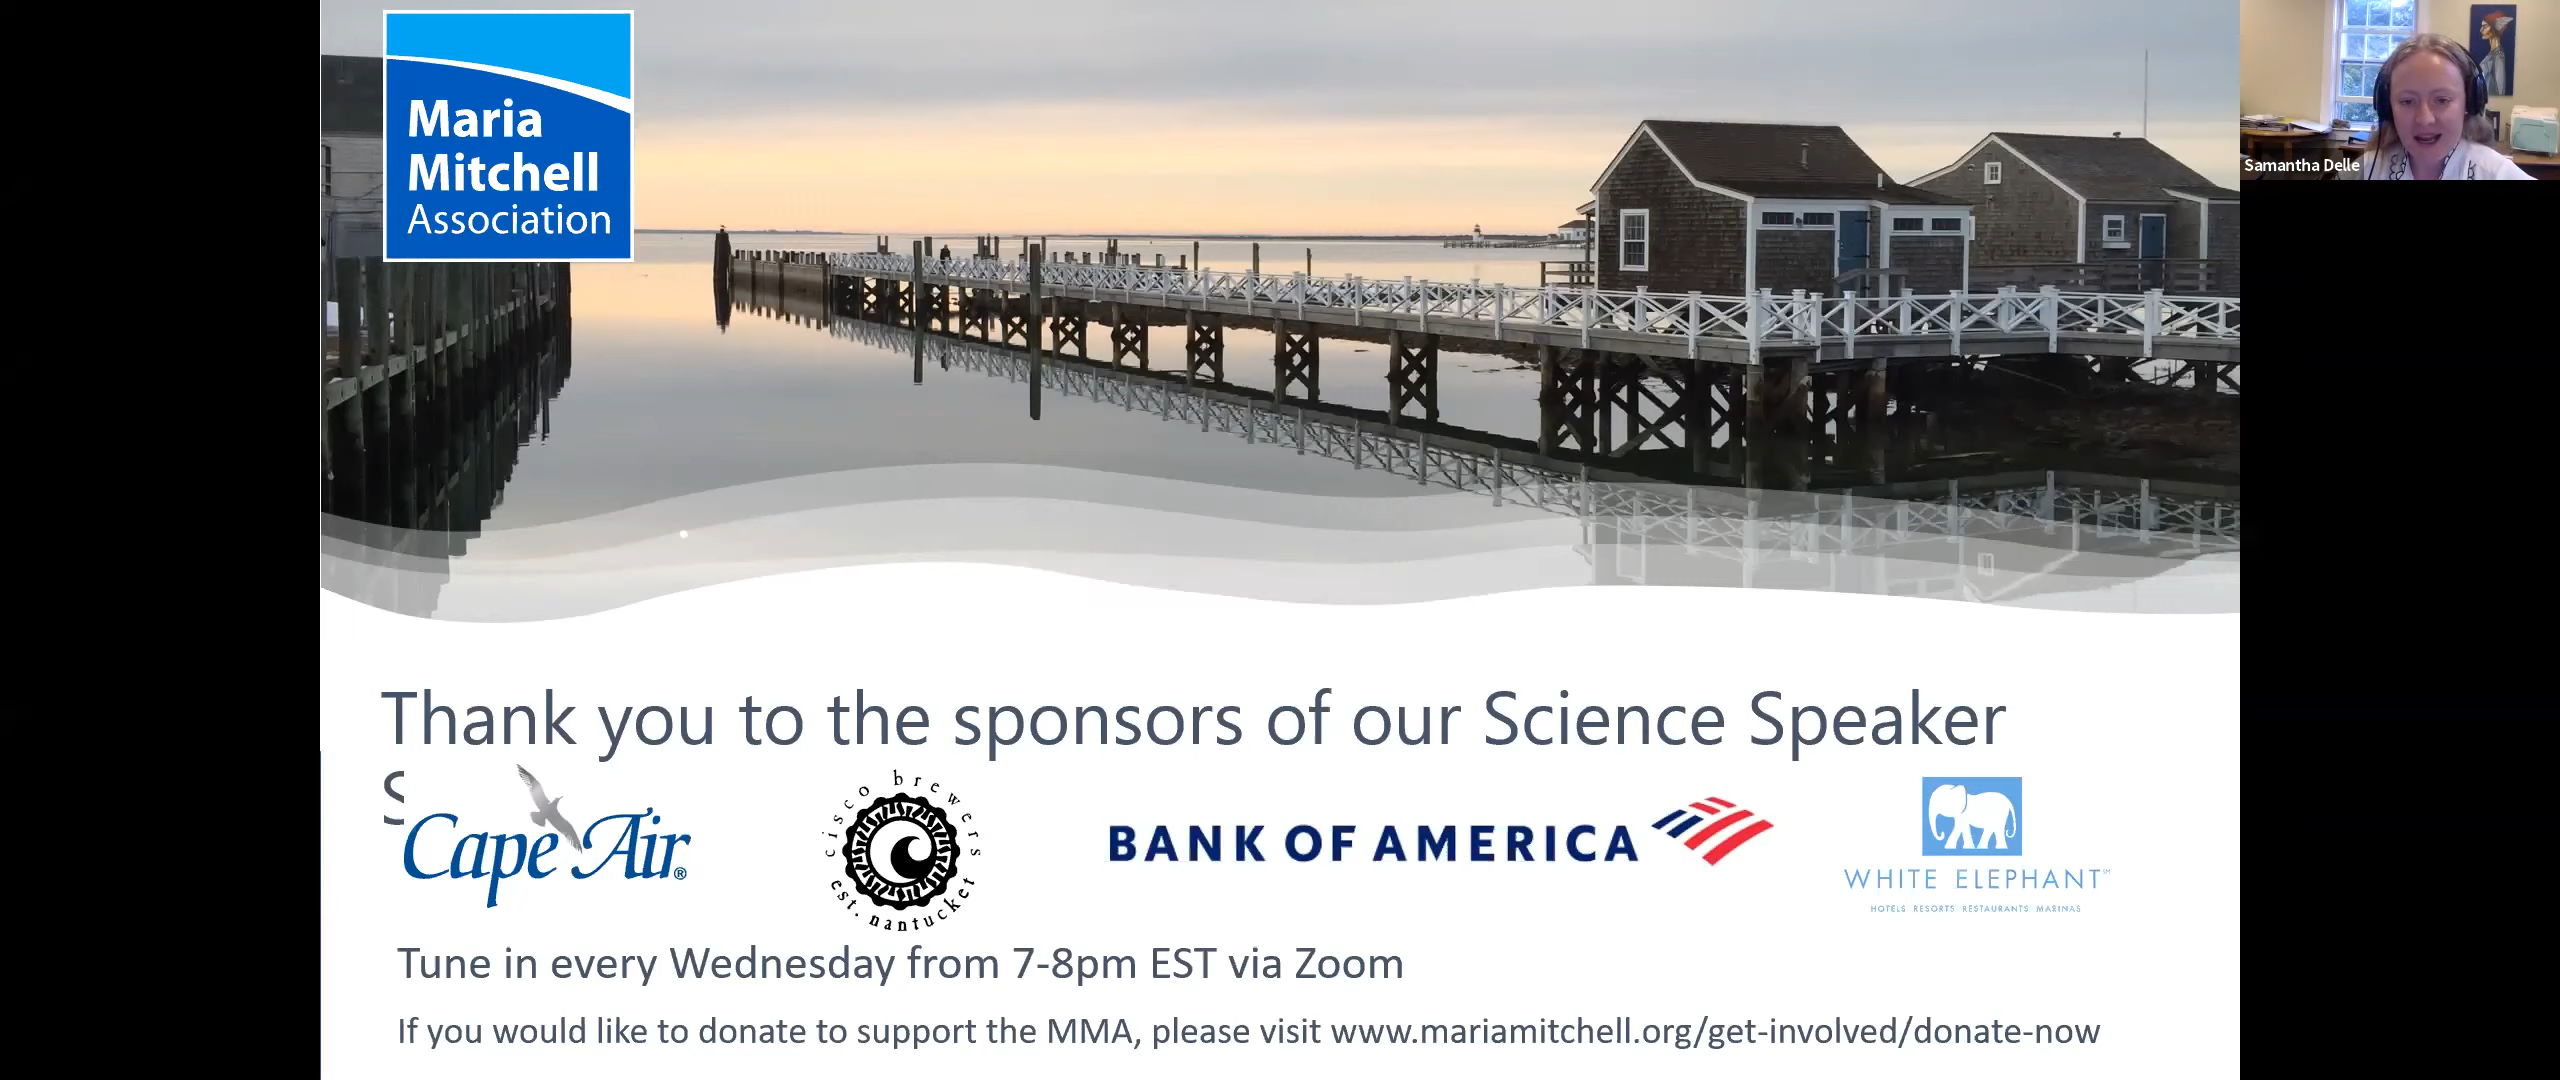 Maria
Mitchell
Association
Samantha Delle
Thank you to the sponsors of our Science Speaker
S
Cape Air®
cisco brewers
est. nantucket
BANK OF AMERICA
WHITE ELEPHANT℠
HOTELS RESORTS RESTAURANTS MARINAS
Tune in every Wednesday from 7-8pm EST via Zoom
If you would like to donate to support the MMA, please visit www.mariamitchell.org/get-involved/donate-now